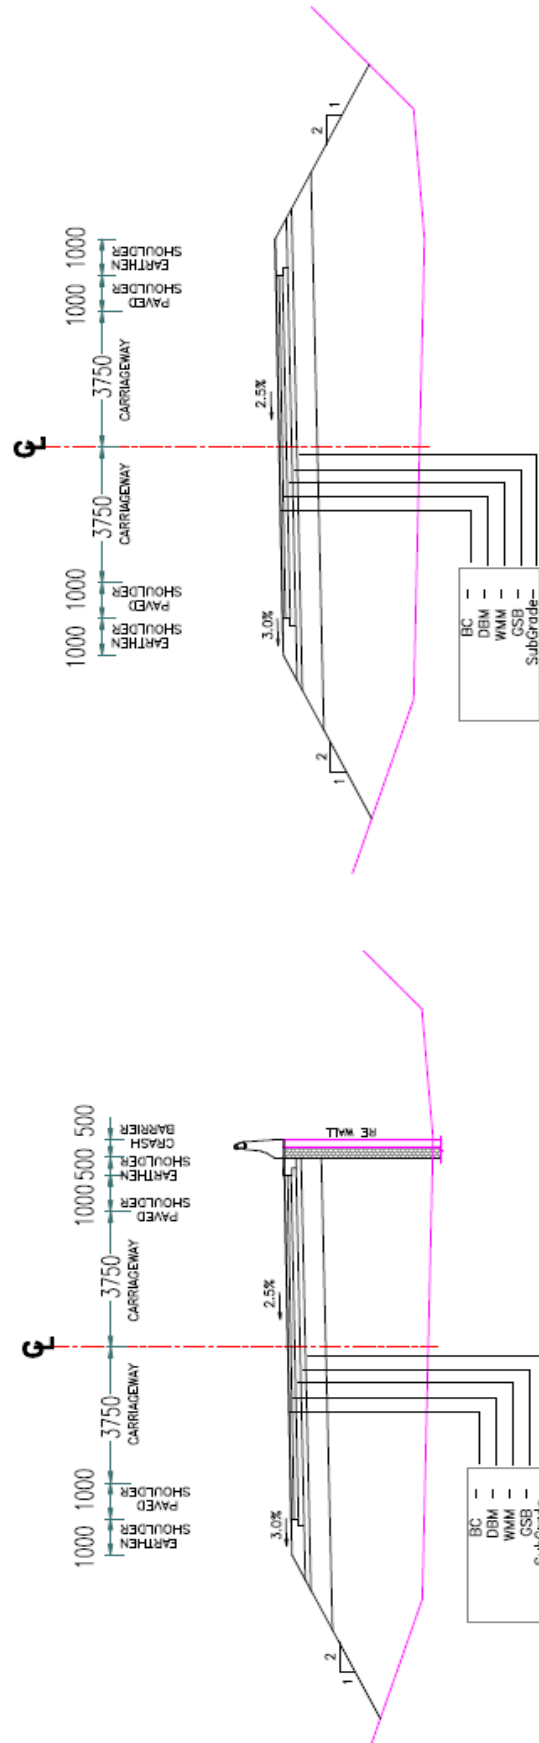 1000 1000 3750 3750 1000 1000
EARTHEN
SHOULDER
PAVED
SHOULDER
CARRIAGEWAY
CARRIAGEWAY
PAVED
SHOULDER
EARTHEN
SHOULDER
℄
3.0%
2.5%
2
1
2
1
BC -
DBM -
WMM -
GSB -
SubGrade-
1000 1000 3750 3750 1000 500 500
EARTHEN
SHOULDER
PAVED
SHOULDER
CARRIAGEWAY
CARRIAGEWAY
PAVED
SHOULDER
EARTHEN
SHOULDER
CRASH
BARRIER
℄
3.0%
2.5%
RE WALL
2
1
BC -
DBM -
WMM -
GSB -